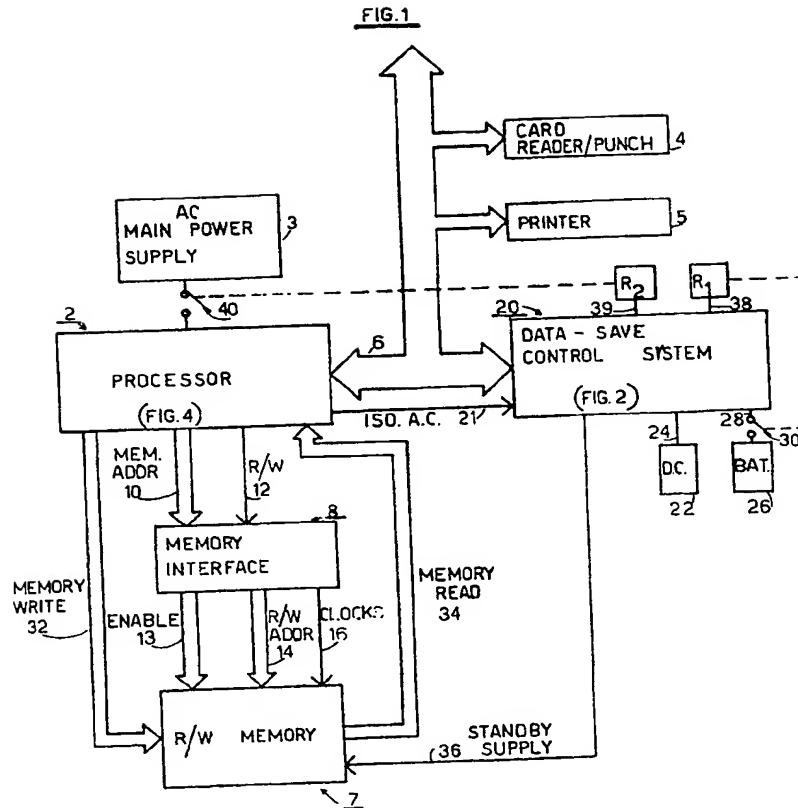 FIG.1
CARD
READER/PUNCH
4
AC
MAIN POWER
SUPPLY
3
PRINTER
5
R2
R1
40
39
38
2
6
20
PROCESSOR
(FIG.4)
DATA-SAVE
CONTROL SYSTEM
(FIG.2)
ISO. A.C. 21
28
30
24
D.C.
22
BAT.
26
MEM.
ADDR
10
R/W
12
8
MEMORY
INTERFACE
MEMORY
WRITE
32
MEMORY
READ
34
ENABLE
13
R/W
ADDR
14
CLOCKS
16
R/W MEMORY
7
STANDBY
SUPPLY
36